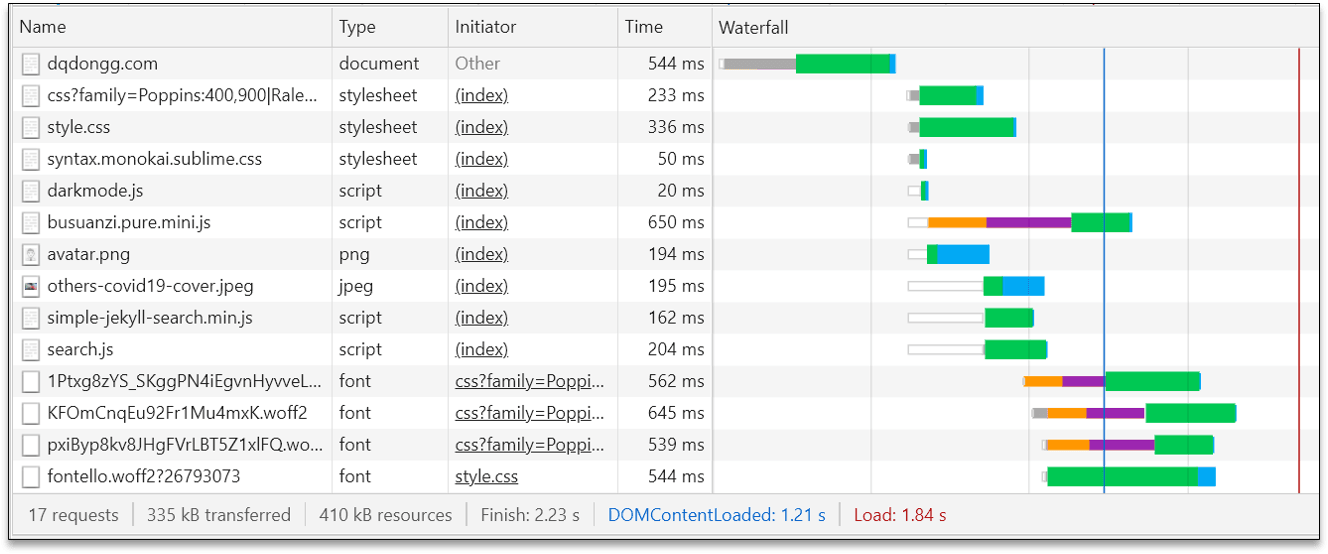 Name Type Initiator Time Waterfall
dqdongg.com document Other 544 ms
css?family=Poppins:400,900|Rale... stylesheet (index) 233 ms
style.css stylesheet (index) 336 ms
syntax.monokai.sublime.css stylesheet (index) 50 ms
darkmode.js script (index) 20 ms
busuanzi.pure.mini.js script (index) 650 ms
avatar.png png (index) 194 ms
others-covid19-cover.jpeg jpeg (index) 195 ms
simple-jekyll-search.min.js script (index) 162 ms
search.js script (index) 204 ms
1Ptxg8zYS_SKggPN4iEgvnHyvveL... font css?family=Poppi... 562 ms
KFOmCnqEu92Fr1Mu4mxK.woff2 font css?family=Poppi... 645 ms
pxiByp8kv8JHgFVrLBT5Z1xlFQ.wo... font css?family=Poppi... 539 ms
fontello.woff2?26793073 font style.css 544 ms
17 requests 335 kB transferred 410 kB resources Finish: 2.23 s DOMContentLoaded: 1.21 s Load: 1.84 s